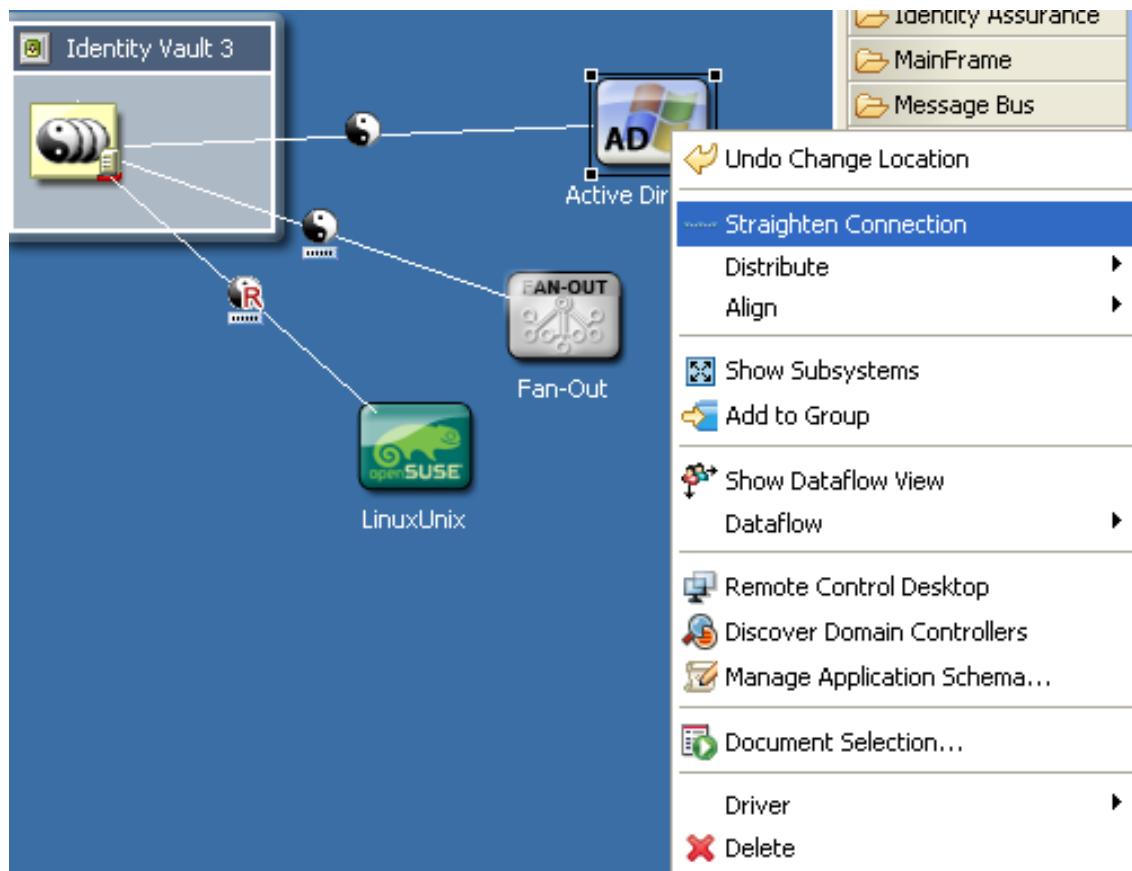 Identity Vault 3
Identity Assurance
MainFrame
Message Bus
AD
Active Dir
FAN-OUT
Fan-Out
openSUSE
LinuxUnix
R
Undo Change Location
Straighten Connection
Distribute
Align
Show Subsystems
Add to Group
Show Dataflow View
Dataflow
Remote Control Desktop
Discover Domain Controllers
Manage Application Schema...
Document Selection...
Driver
Delete